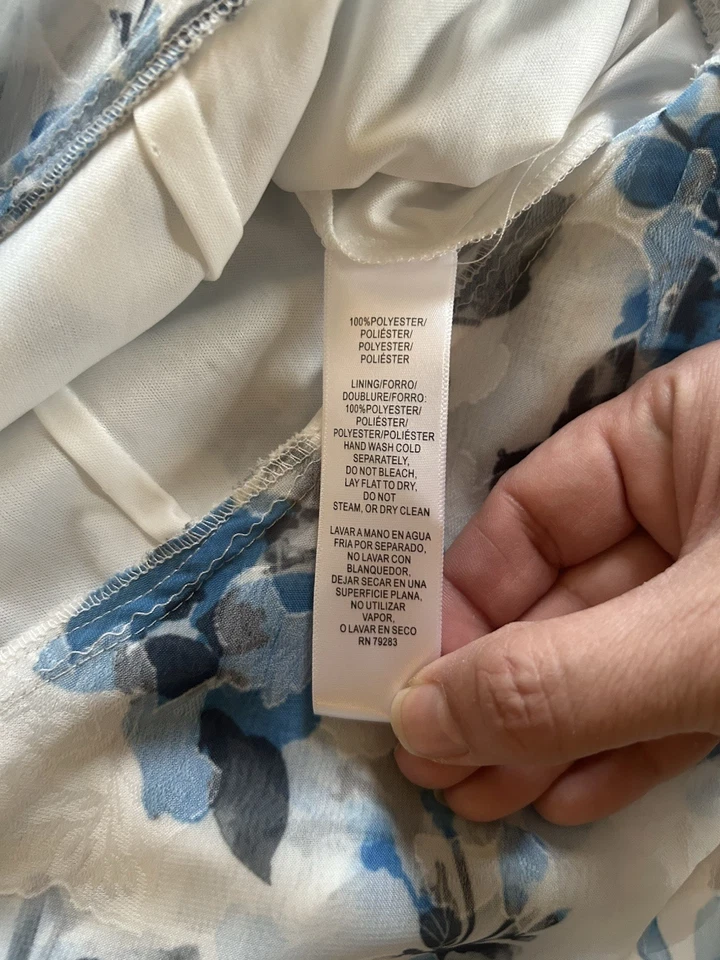 100%POLYESTER/
POLIÉSTER/
POLYESTER/
POLIÉSTER
LINING/FORRO/
DOUBLURE/FORRO:
100%POLYESTER/
POLIÉSTER/
POLYESTER/POLIÉSTER
HAND WASH COLD
SEPARATELY,
DO NOT BLEACH,
LAY FLAT TO DRY,
DO NOT
STEAM, OR DRY CLEAN
LAVAR A MANO EN AGUA
FRIA POR SEPARADO,
NO LAVAR CON
BLANQUEDOR,
DEJAR SECAR EN UNA
SUPERFICIE PLANA,
NO UTILIZAR
VAPOR,
O LAVAR EN SECO
RN 79283